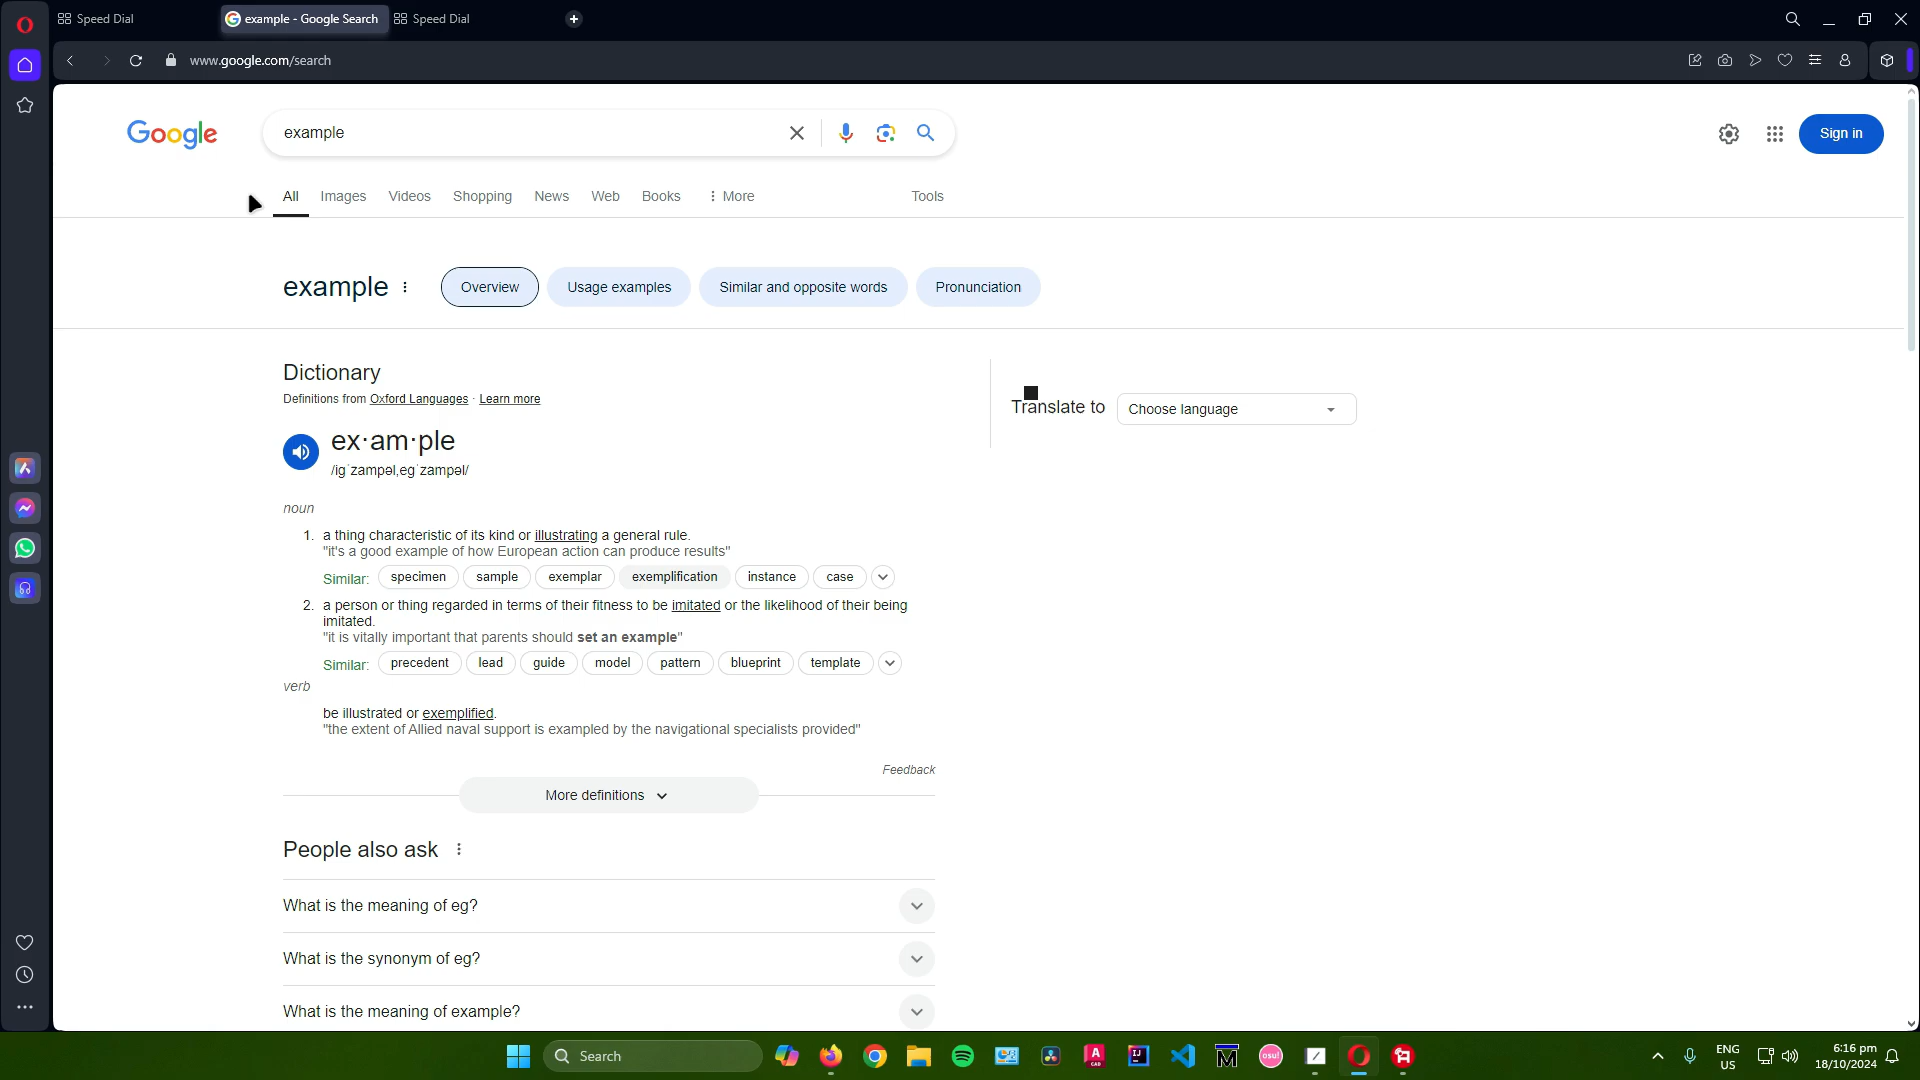 Speed Dial
example - Google Search
Speed Dial
www.google.com/search
Google
example
Sign in
All
Images
Videos
Shopping
News
Web
Books
More
Tools
example
Overview
Usage examples
Similar and opposite words
Pronunciation
Dictionary
Definitions from Oxford Languages · Learn more
Translate to
Choose language
ex·am·ple
/iɡˈzampəl,eɡˈzampəl/
noun
1. a thing characteristic of its kind or illustrating a general rule.
"it's a good example of how European action can produce results"
Similar: specimen sample exemplar exemplification instance case
2. a person or thing regarded in terms of their fitness to be imitated or the likelihood of their being
imitated.
"it is vitally important that parents should set an example"
Similar: precedent lead guide model pattern blueprint template
verb
be illustrated or exemplified.
"the extent of Allied naval support is exampled by the navigational specialists provided"
Feedback
More definitions
People also ask
What is the meaning of eg?
What is the synonym of eg?
What is the meaning of example?
Search
A
CAD
IJ
M
osu!
ENG
US
6:16 pm
18/10/2024